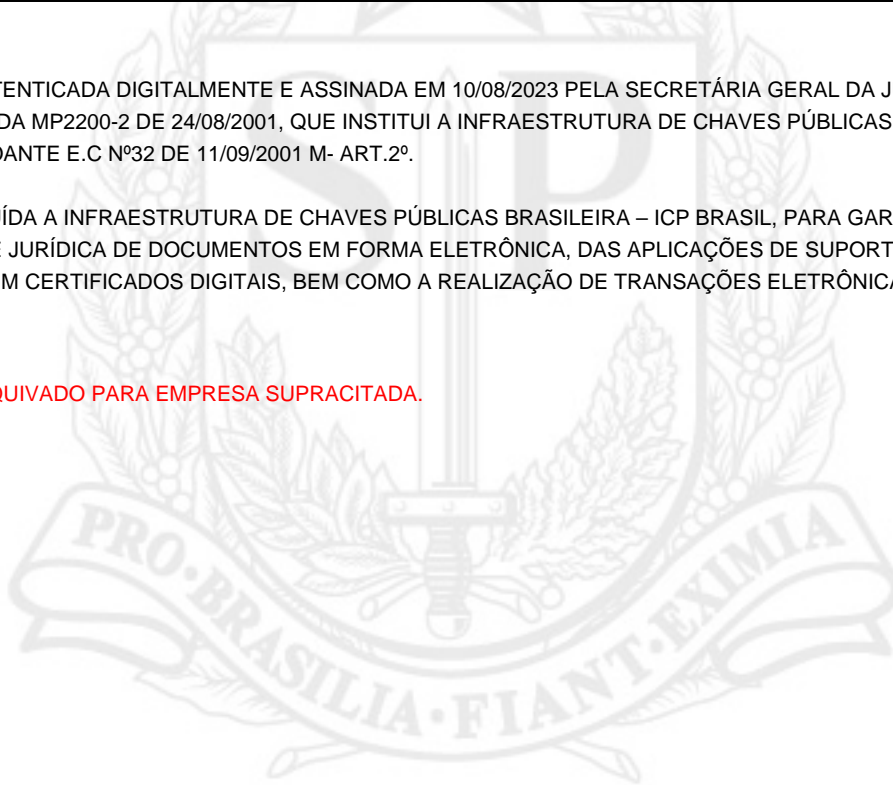 TENTICADA DIGITALMENTE E ASSINADA EM 10/08/2023 PELA SECRETÁRIA GERAL DA J
DA MP2200-2 DE 24/08/2001, QUE INSTITUI A INFRAESTRUTURA DE CHAVES PÚBLICAS
DANTE E.C Nº32 DE 11/09/2001 M- ART.2º.
ÍDA A INFRAESTRUTURA DE CHAVES PÚBLICAS BRASILEIRA – ICP BRASIL, PARA GAR
E JURÍDICA DE DOCUMENTOS EM FORMA ELETRÔNICA, DAS APLICAÇÕES DE SUPORT
M CERTIFICADOS DIGITAIS, BEM COMO A REALIZAÇÃO DE TRANSAÇÕES ELETRÔNICA
QUIVADO PARA EMPRESA SUPRACITADA.
SP
PRO·BRASILIA·FIANT·EXIMIA